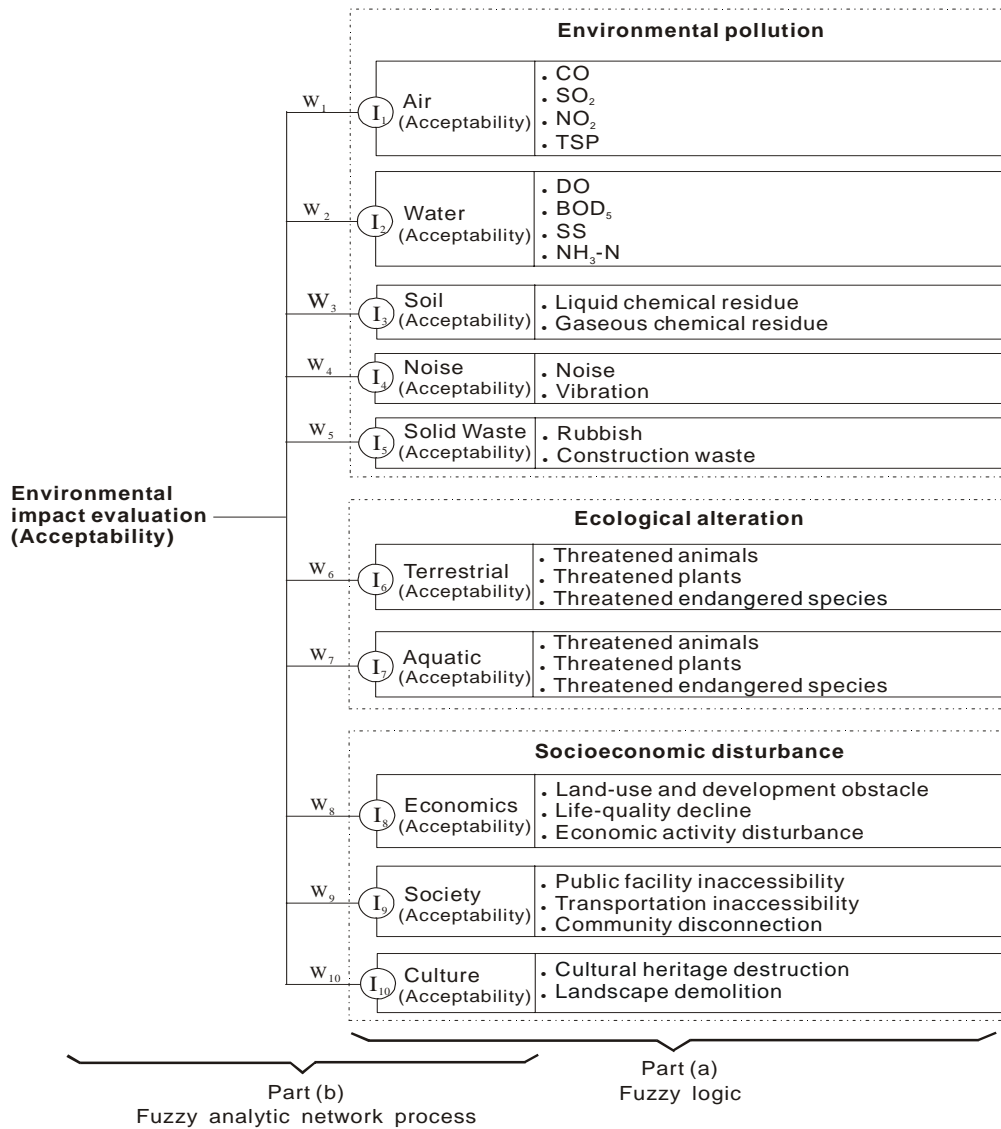 Environmental pollution
W₁
I₁
Air
(Acceptability)
. CO
. SO₂
. NO₂
. TSP
W₂
I₂
Water
(Acceptability)
. DO
. BOD₅
. SS
. NH₃-N
W₃
I₃
Soil
(Acceptability)
. Liquid chemical residue
. Gaseous chemical residue
W₄
I₄
Noise
(Acceptability)
. Noise
. Vibration
W₅
I₅
Solid Waste
(Acceptability)
. Rubbish
. Construction waste
Environmental
impact evaluation
(Acceptability)
Ecological alteration
W₆
I₆
Terrestrial
(Acceptability)
. Threatened animals
. Threatened plants
. Threatened endangered species
W₇
I₇
Aquatic
(Acceptability)
. Threatened animals
. Threatened plants
. Threatened endangered species
Socioeconomic disturbance
W₈
I₈
Economics
(Acceptability)
. Land-use and development obstacle
. Life-quality decline
. Economic activity disturbance
W₉
I₉
Society
(Acceptability)
. Public facility inaccessibility
. Transportation inaccessibility
. Community disconnection
W₁₀
I₁₀
Culture
(Acceptability)
. Cultural heritage destruction
. Landscape demolition
Part (a)
Fuzzy logic
Part (b)
Fuzzy analytic network process